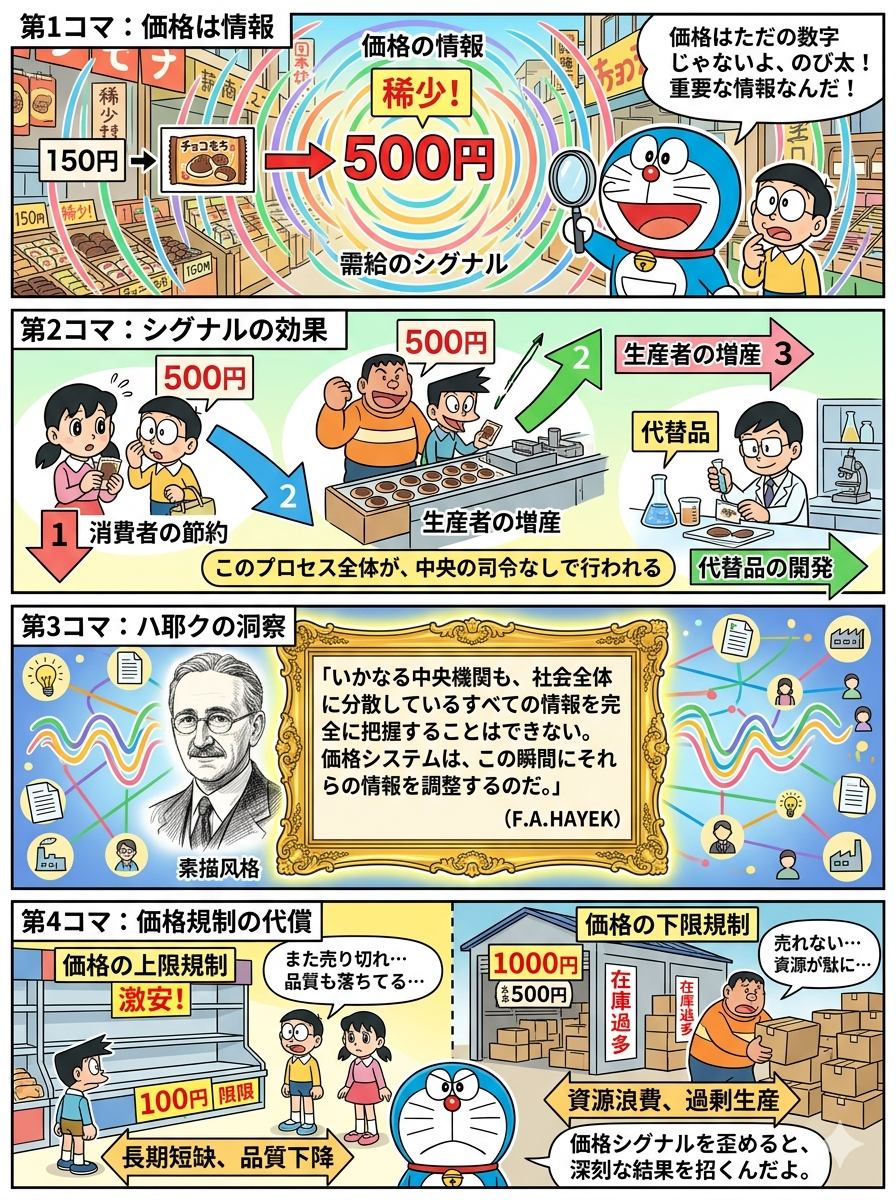 第1コマ：価格は情報
価格の情報
稀少！
150円
チョコもち
500円
需給のシグナル
価格はただの数字
じゃないよ、のび太！
重要な情報なんだ！
150円
稀少！
第2コマ：シグナルの効果
500円
500円
2
2
生産者の増産 3
代替品
1 消費者の節約
生産者の増産
このプロセス全体が、中央の司令なしで行われる
代替品の開発
第3コマ：ハ耶クの洞察
「いかなる中央機関も、社会全体
に分散しているすべての情報を完
全に把握することはできない。
価格システムは、この瞬間にそれ
らの情報を調整するのだ。」
（F.A.HAYEK）
素描风格
第4コマ：価格規制の代償
価格の上限規制
激安！
また売り切れ…
品質も落ちてる…
100円
長期短缺、品質下降
価格の下限規制
1000円
500円
在庫過多
売れない…
資源が駄に…
資源浪費、過剰生産
価格シグナルを歪めると、
深刻な結果を招くんだよ。